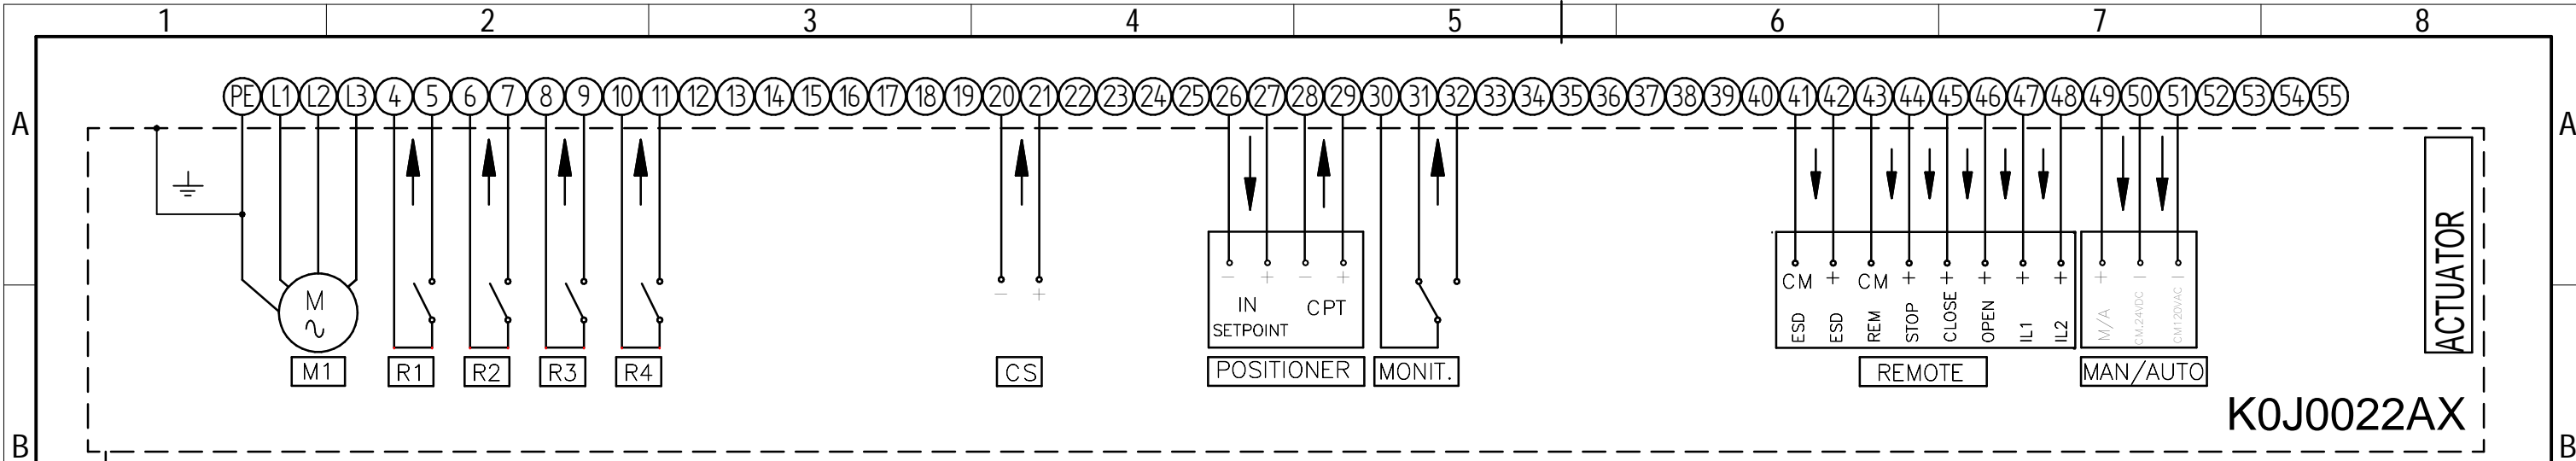 1 2 3 4 5 6 7 8
PE L1 L2 L3 4 5 6 7 8 9 10 11 12 13 14 15 16 17 18 19 20 21 22 23 24 25 26 27 28 29 30 31 32 33 34 35 36 37 38 39 40 41 42 43 44 45 46 47 48 49 50 51 52 53 54 55
A A
ACTUATOR
− + − + − +
CM + CM + + + + + + − −
M
IN CPT
SETPOINT
ESD
ESD
REM
STOP
CLOSE
OPEN
IL1
IL2
M/A
CM.24VDC
CM120VAC
M1 R1 R2 R3 R4 CS POSITIONER MONIT. REMOTE MAN/AUTO
K0J0022AX
B B